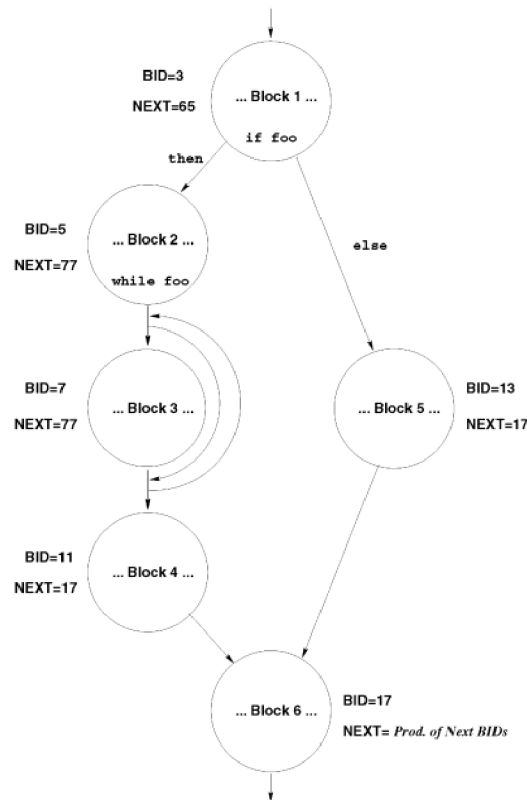 BID=3
NEXT=65
... Block 1 ...
if foo
then
BID=5
NEXT=77
... Block 2 ...
while foo
else
BID=7
NEXT=77
... Block 3 ...
... Block 5 ...
BID=13
NEXT=17
BID=11
NEXT=17
... Block 4 ...
... Block 6 ...
BID=17
NEXT= Prod. of Next BIDs